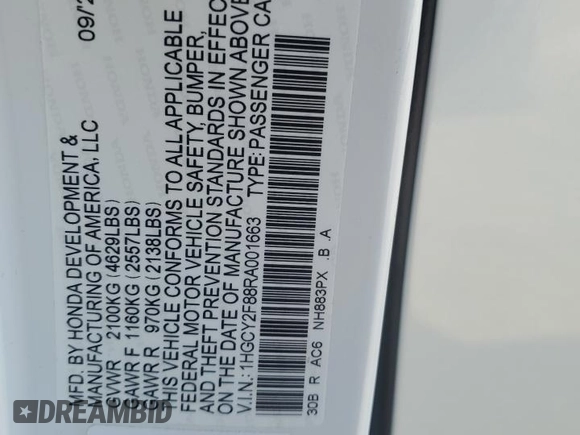 09/2
MFD. BY HONDA DEVELOPMENT &
MANUFACTURING OF AMERICA, LLC
GVWR 2100KG (4629LBS)
GAWR F 1160KG (2557LBS)
GAWR R 970KG (2138LBS)
THIS VEHICLE CONFORMS TO ALL APPLICABLE
FEDERAL MOTOR VEHICLE SAFETY, BUMPER,
AND THEFT PREVENTION STANDARDS IN EFFEC
ON THE DATE OF MANUFACTURE SHOWN ABOVE
V.I.N.:1HGCY2F88RA001663 TYPE:PASSENGER CA
30B R AC6 NH883PX .B .A
DREAMBID